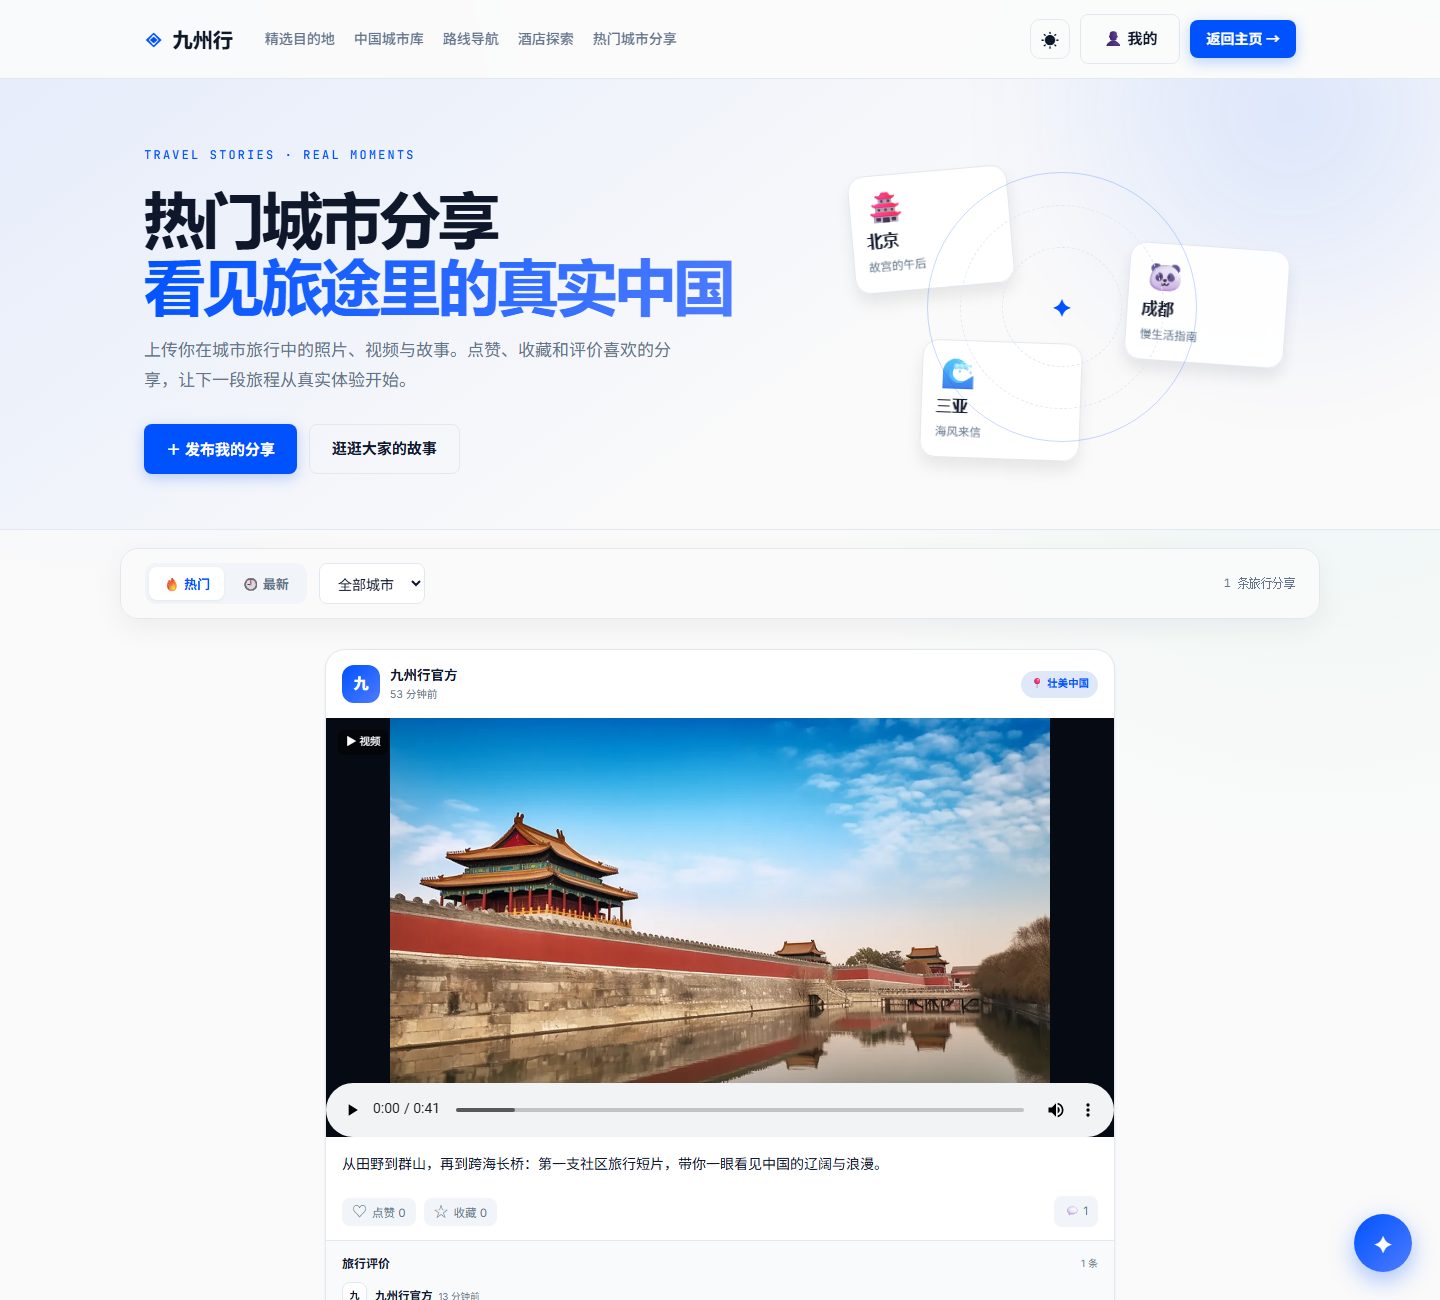 九州行
精选目的地 中国城市库 路线导航 酒店探索 热门城市分享
我的
返回主页 →
TRAVEL STORIES · REAL MOMENTS
热门城市分享
看见旅途里的真实中国
上传你在城市旅行中的照片、视频与故事。点赞、收藏和评价喜欢的分
享，让下一段旅程从真实体验开始。
＋ 发布我的分享
逛逛大家的故事
北京
故宫的午后
成都
慢生活指南
三亚
海风来信
热门
最新
全部城市
1 条旅行分享
九
九州行官方
53 分钟前
壮美中国
▶ 视频
0:00 / 0:41
从田野到群山，再到跨海长桥：第一支社区旅行短片，带你一眼看见中国的辽阔与浪漫。
♡ 点赞 0
☆ 收藏 0
1
旅行评价
1 条
九
九州行官方 13 分钟前